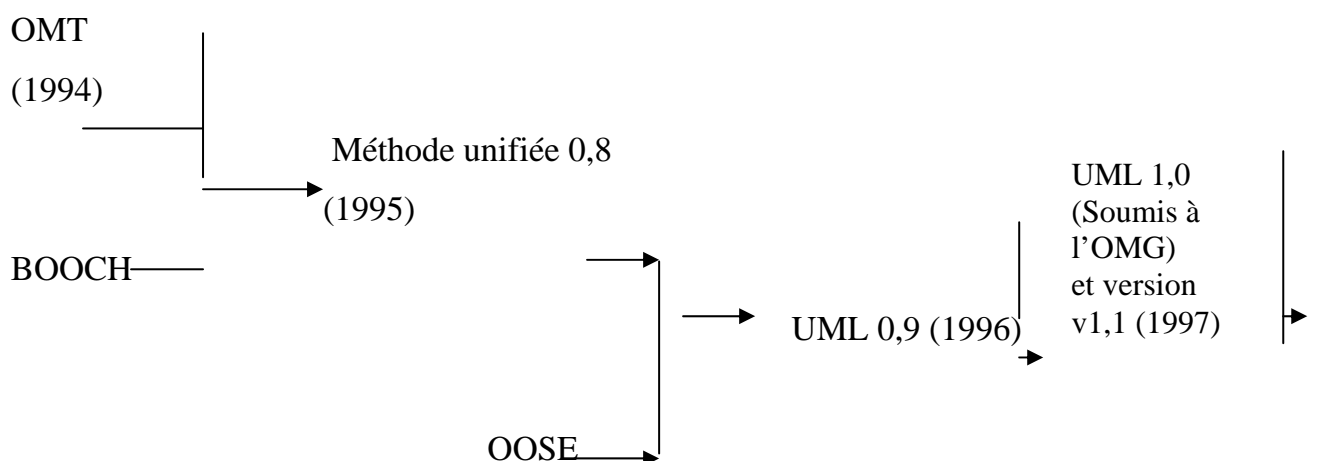 OMT
(1994)
Méthode unifiée 0,8
(1995)
BOOCH
OOSE
UML 0,9 (1996)
UML 1,0
(Soumis à
l’OMG)
et version
v1,1 (1997)